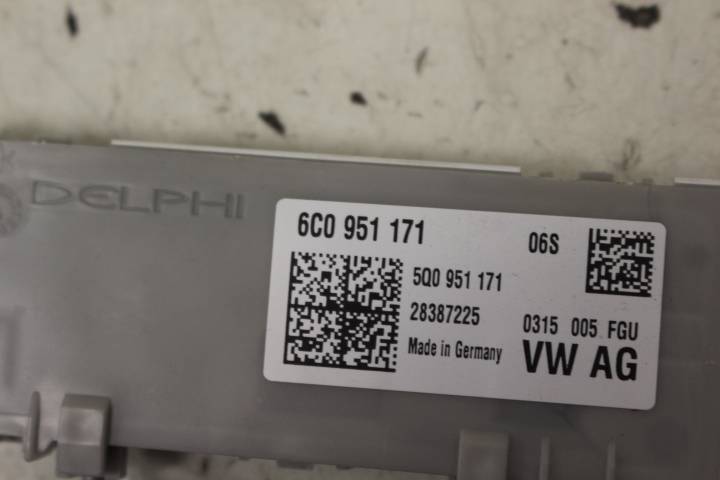 DELPHI
6C0 951 171
06S
5Q0 951 171
28387225
0315 005 FGU
Made in Germany
VW AG